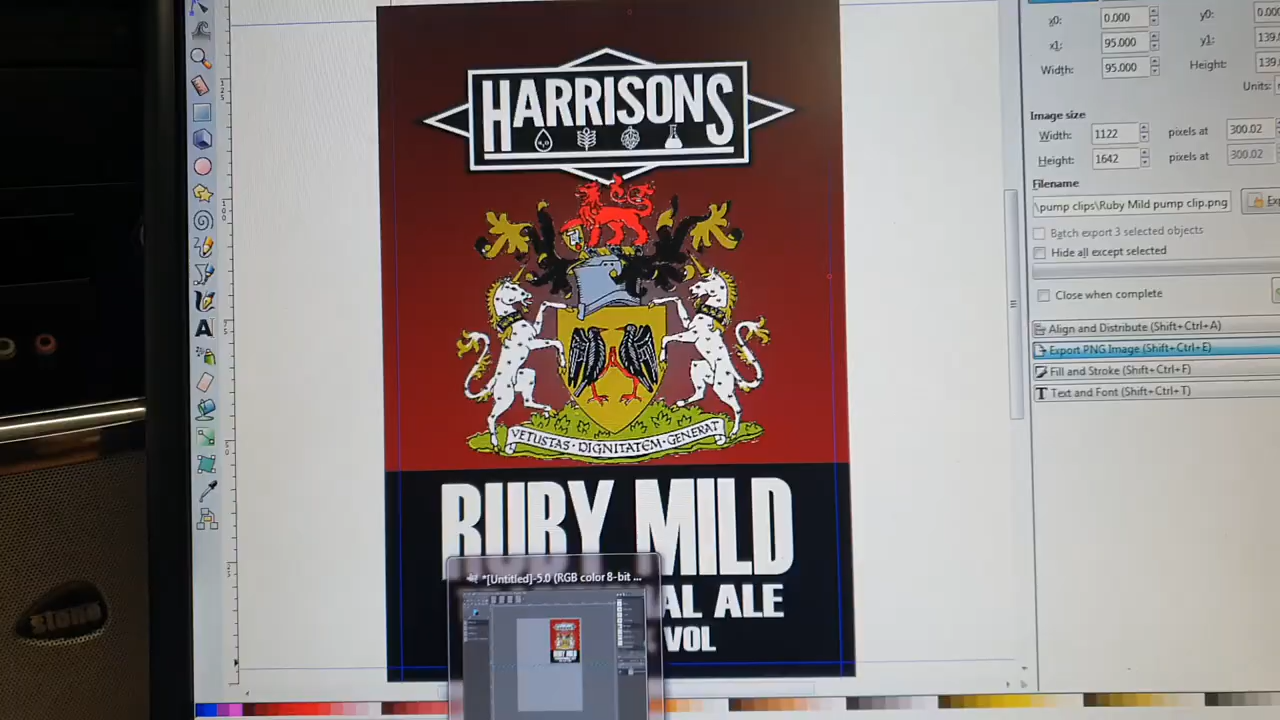 x0:
0.000
y0:
x1:
95.000
y1:
139.
Width:
95.000
Height:
139.
Units:
Image size
Width:
1122
pixels at
300.02
Height:
1642
pixels at
300.02
Filename
\pump clips\Ruby Mild pump clip.png
Batch export 3 selected objects
Hide all except selected
Close when complete
Align and Distribute (Shift+Ctrl+A)
Export PNG Image (Shift+Ctrl+E)
Fill and Stroke (Shift+Ctrl+F)
Text and Font (Shift+Ctrl+T)
HARRISONS
VETUSTAS·DIGNITATEM·GENERAT
RUBY MILD
AL ALE
VOL
*[Untitled]-5.0 (RGB color 8-bit ...